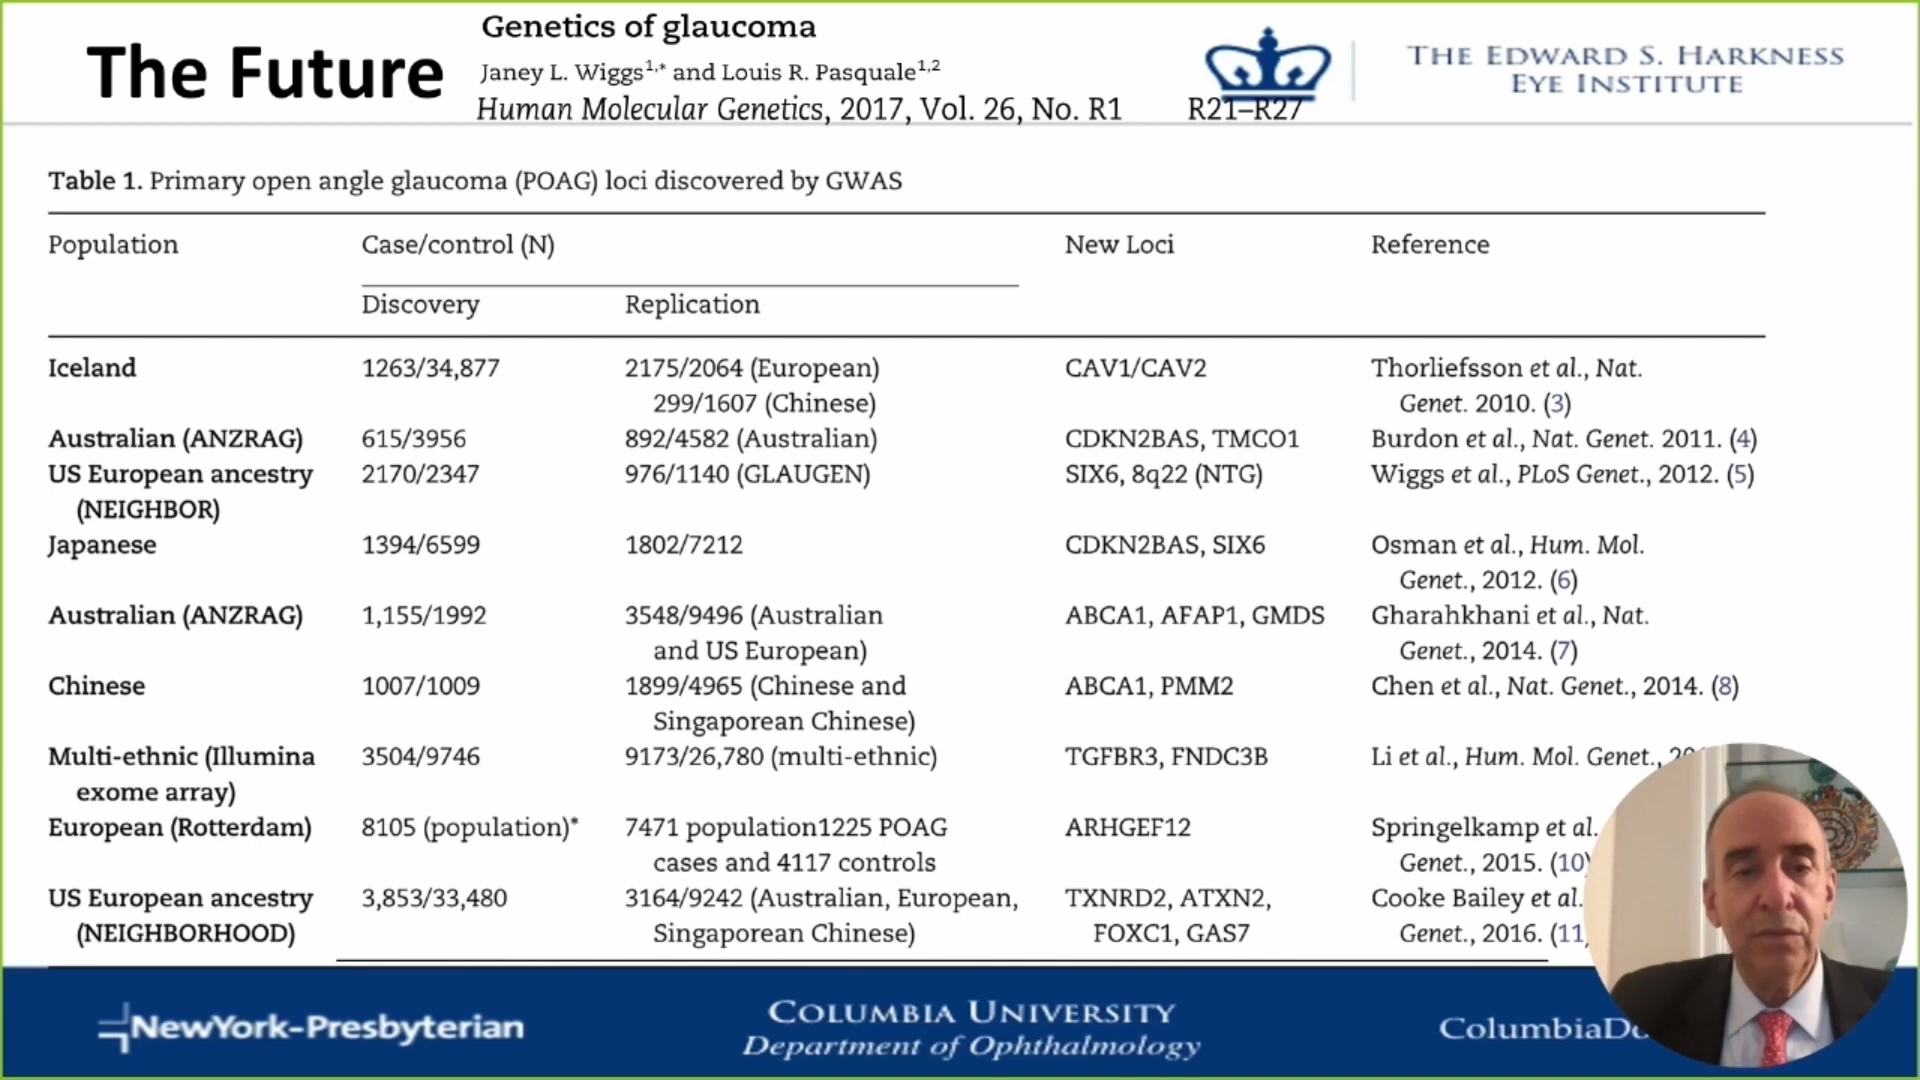 The Future
Genetics of glaucoma
Janey L. Wiggs1,* and Louis R. Pasquale1,2
Human Molecular Genetics, 2017, Vol. 26, No. R1 R21–R27
THE EDWARD S. HARKNESS
EYE INSTITUTE
Table 1. Primary open angle glaucoma (POAG) loci discovered by GWAS
Population Case/control (N) New Loci Reference
Discovery Replication
Iceland 1263/34,877 2175/2064 (European) CAV1/CAV2 Thorliefsson et al., Nat.
299/1607 (Chinese) Genet. 2010. (3)
Australian (ANZRAG) 615/3956 892/4582 (Australian) CDKN2BAS, TMCO1 Burdon et al., Nat. Genet. 2011. (4)
US European ancestry 2170/2347 976/1140 (GLAUGEN) SIX6, 8q22 (NTG) Wiggs et al., PLoS Genet., 2012. (5)
(NEIGHBOR)
Japanese 1394/6599 1802/7212 CDKN2BAS, SIX6 Osman et al., Hum. Mol.
Genet., 2012. (6)
Australian (ANZRAG) 1,155/1992 3548/9496 (Australian ABCA1, AFAP1, GMDS Gharahkhani et al., Nat.
and US European) Genet., 2014. (7)
Chinese 1007/1009 1899/4965 (Chinese and ABCA1, PMM2 Chen et al., Nat. Genet., 2014. (8)
Singaporean Chinese)
Multi-ethnic (Illumina 3504/9746 9173/26,780 (multi-ethnic) TGFBR3, FNDC3B Li et al., Hum. Mol. Genet.,
exome array)
European (Rotterdam) 8105 (population)* 7471 population1225 POAG ARHGEF12 Springelkamp et al.
cases and 4117 controls Genet., 2015. (10)
US European ancestry 3,853/33,480 3164/9242 (Australian, European, TXNRD2, ATXN2, Cooke Bailey et al.
(NEIGHBORHOOD) Singaporean Chinese) FOXC1, GAS7 Genet., 2016. (11
NewYork-Presbyterian
COLUMBIA UNIVERSITY
Department of Ophthalmology